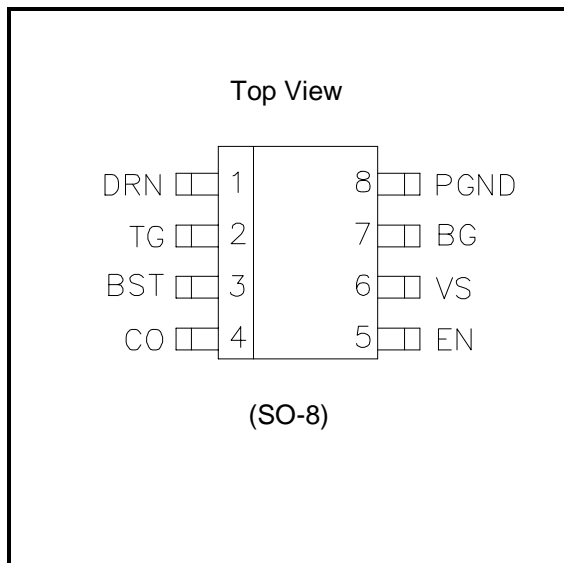 Top View
DRN 1 8 PGND
TG 2 7 BG
BST 3 6 VS
CO 4 5 EN
(SO-8)